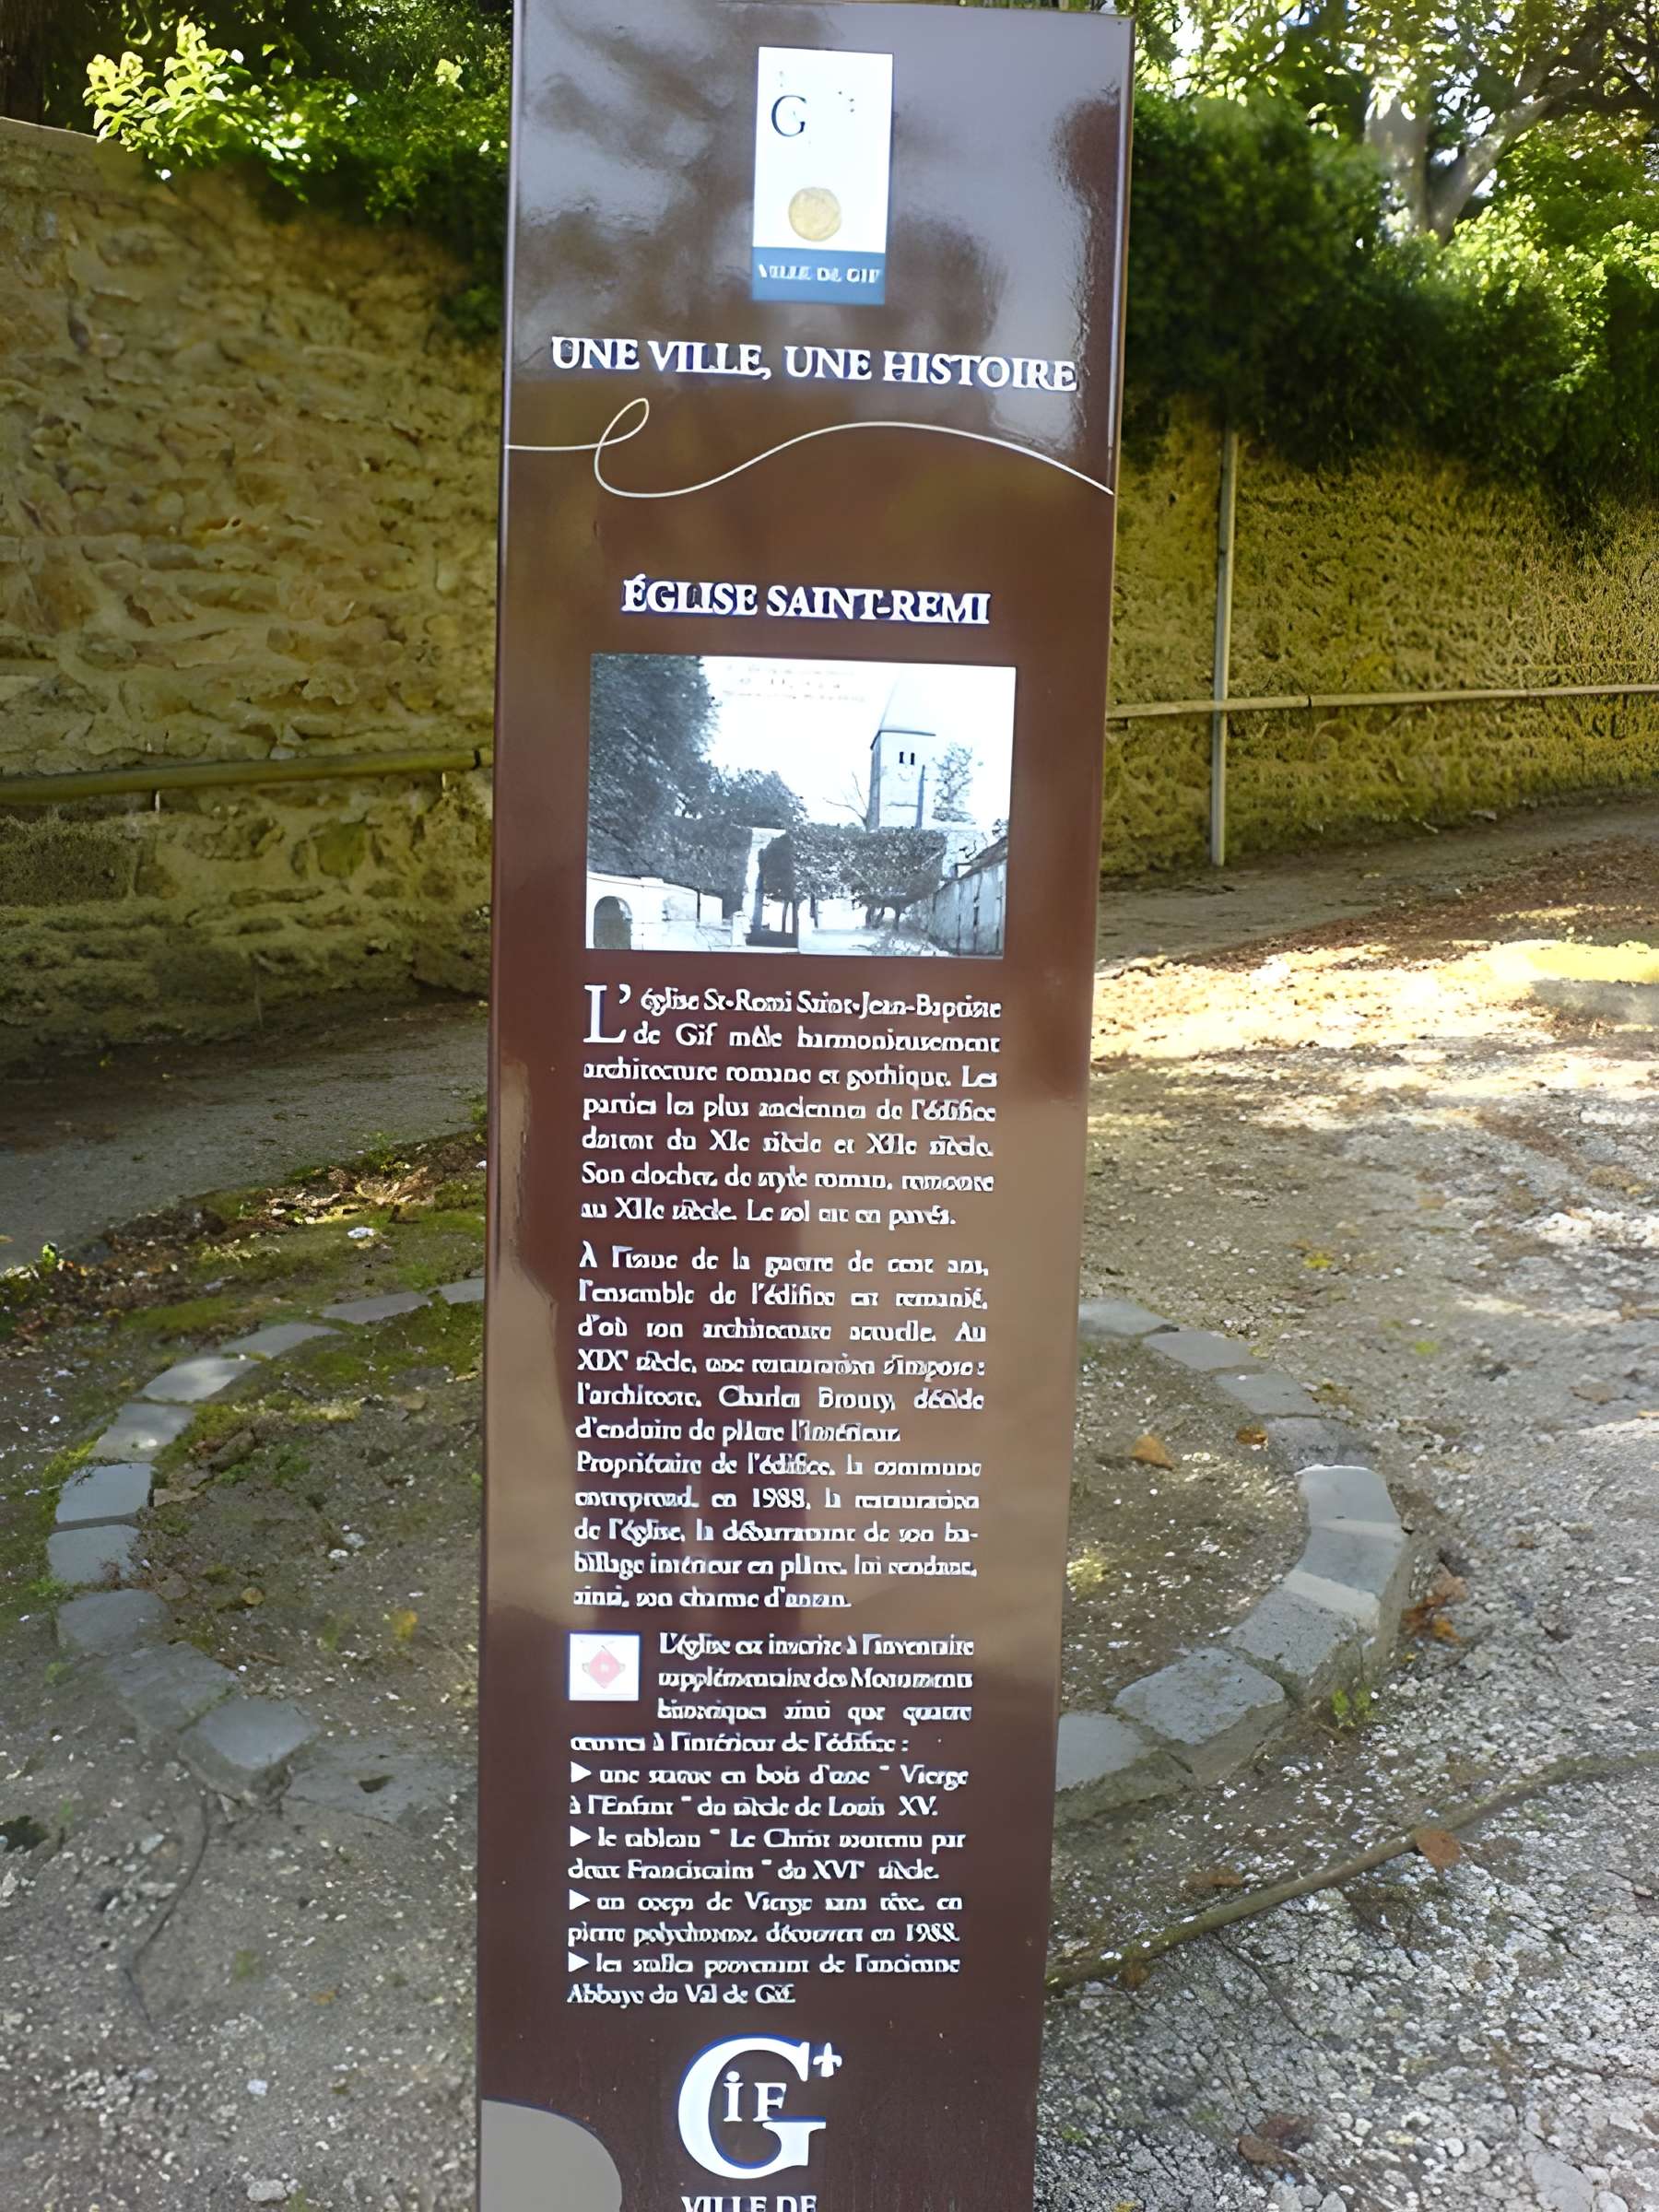 G
VILLE DE GIF
UNE VILLE, UNE HISTOIRE
ÉGLISE SAINT-REMI
L'église St-Remi Saint-Jean-Baptiste
de Gif mêle harmonieusement
architecture romane et gothique. Les
parties les plus anciennes de l'édifice
datent du XIe siècle et XIIe siècle.
Son clocher, de style roman, remonte
au XIIe siècle. Le sol est en pavés.
À l'issue de la guerre de cent ans,
l'ensemble de l'édifice est remanié,
d'où son architecture actuelle. Au
XIXe siècle, une restauration s'impose :
l'architecte, Charles Brouty, décide
d'enduire de plâtre l'intérieur.
Propriétaire de l'édifice, la commune
entreprend, en 1988, la restauration
de l'église, la débarrassant de son ha-
billage intérieur en plâtre, lui rendant,
ainsi, son charme d'antan.
L'église est inscrite à l'inventaire
supplémentaire des Monuments
historiques ainsi que quatre
œuvres à l'intérieur de l'édifice :
▶ une statue en bois d'une " Vierge
à l'Enfant " du siècle de Louis XV.
▶ le tableau " Le Christ soutenu par
deux Franciscains " du XVIe siècle.
▶ un corps de Vierge sans tête, en
pierre polychrome, découvert en 1988.
▶ les stalles provenant de l'ancienne
Abbaye du Val de Gif.
GIF
VILLE DE